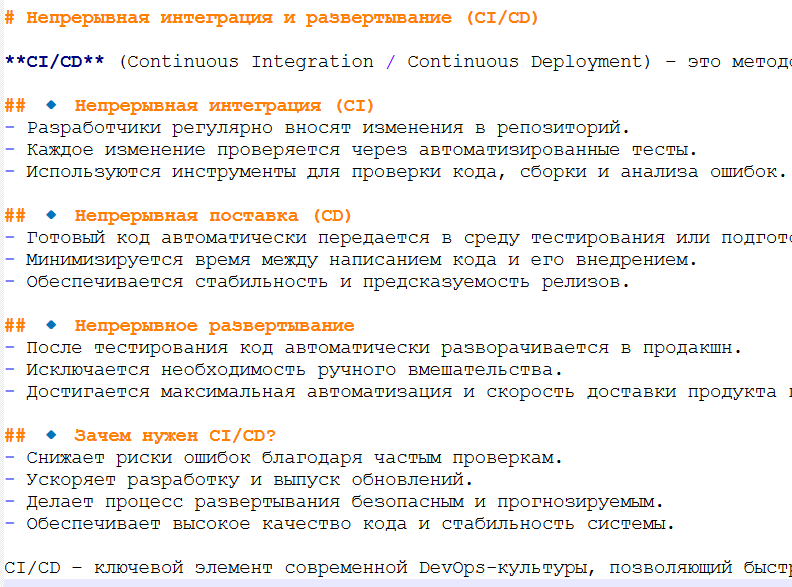 # Непрерывная интеграция и развертывание (CI/CD)
**CI/CD** (Continuous Integration / Continuous Deployment) – это
## 🔹 Непрерывная интеграция (CI)
- Разработчики регулярно вносят изменения в репозиторий.
- Каждое изменение проверяется через автоматизированные тесты.
- Используются инструменты для проверки кода, сборки и анализа ошибок.
## 🔹 Непрерывная поставка (CD)
- Готовый код автоматически передается в среду тестирования или
- Минимизируется время между написанием кода и его внедрением.
- Обеспечивается стабильность и предсказуемость релизов.
## 🔹 Непрерывное развертывание
- После тестирования код автоматически разворачивается в продакшн.
- Исключается необходимость ручного вмешательства.
- Достигается максимальная автоматизация и скорость доставки продукта
## 🔹 Зачем нужен CI/CD?
- Снижает риски ошибок благодаря частым проверкам.
- Ускоряет разработку и выпуск обновлений.
- Делает процесс развертывания безопасным и прогнозируемым.
- Обеспечивает высокое качество кода и стабильность системы.
CI/CD – ключевой элемент современной DevOps-культуры, позволяющий